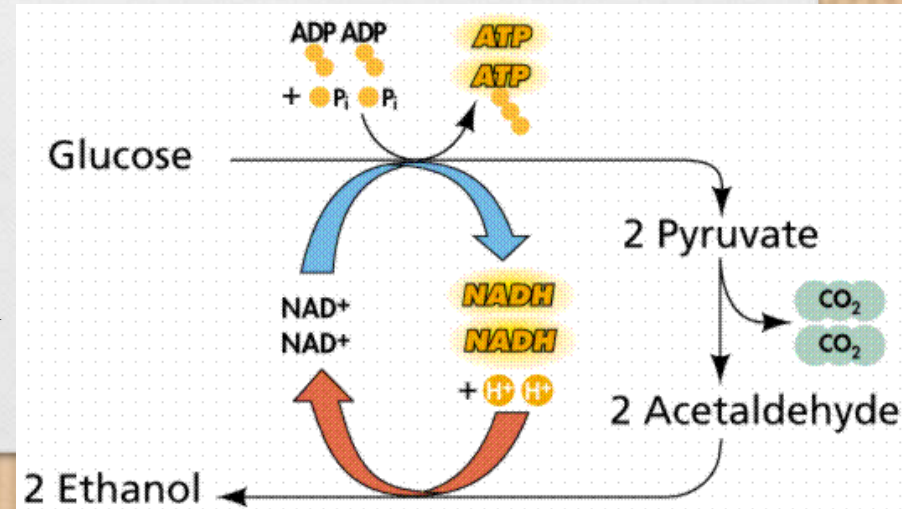 ADP ADP
+ Pi Pi
ATP
ATP
Glucose
2 Pyruvate
NAD+
NAD+
NADH
NADH
+ H+ H+
CO₂
CO₂
2 Acetaldehyde
2 Ethanol